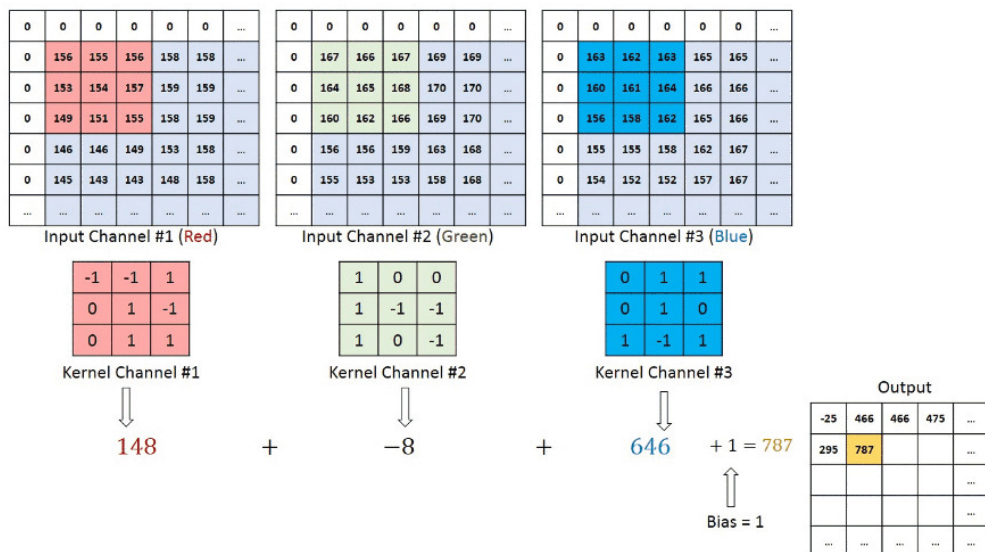 0 0 0 0 0 0 ...
0 156 155 156 158 158 ...
0 153 154 157 159 159 ...
0 149 151 155 158 159 ...
0 146 146 149 153 158 ...
0 145 143 143 148 158 ...
... ... ... ... ... ... ...
Input Channel #1 (Red)
0 0 0 0 0 0 ...
0 167 166 167 169 169 ...
0 164 165 168 170 170 ...
0 160 162 166 169 170 ...
0 156 156 159 163 168 ...
0 155 153 153 158 168 ...
... ... ... ... ... ... ...
Input Channel #2 (Green)
0 0 0 0 0 0 ...
0 163 162 163 165 165 ...
0 160 161 164 166 166 ...
0 156 158 162 165 166 ...
0 155 155 158 162 167 ...
0 154 152 152 157 167 ...
... ... ... ... ... ... ...
Input Channel #3 (Blue)
-1 -1 1
0 1 -1
0 1 1
Kernel Channel #1
1 0 0
1 -1 -1
1 0 -1
Kernel Channel #2
0 1 1
0 1 0
1 -1 1
Kernel Channel #3
148 + −8 + 646 + 1 = 787
Bias = 1
Output
-25 466 466 475 ...
295 787 ...
...
...
... ... ... ... ...